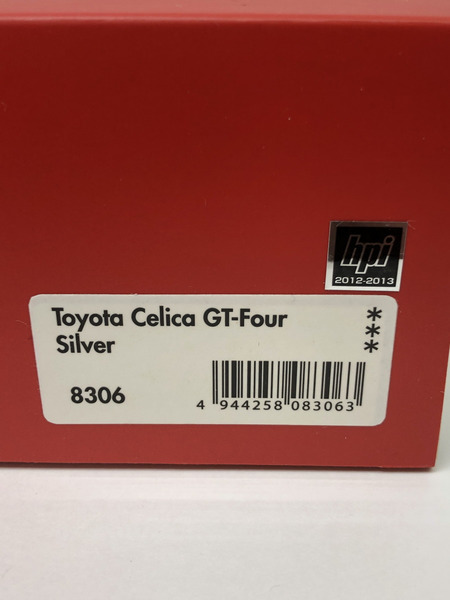 hpi
2012-2013
Toyota Celica GT-Four
Silver
***
8306
4 944258 083063